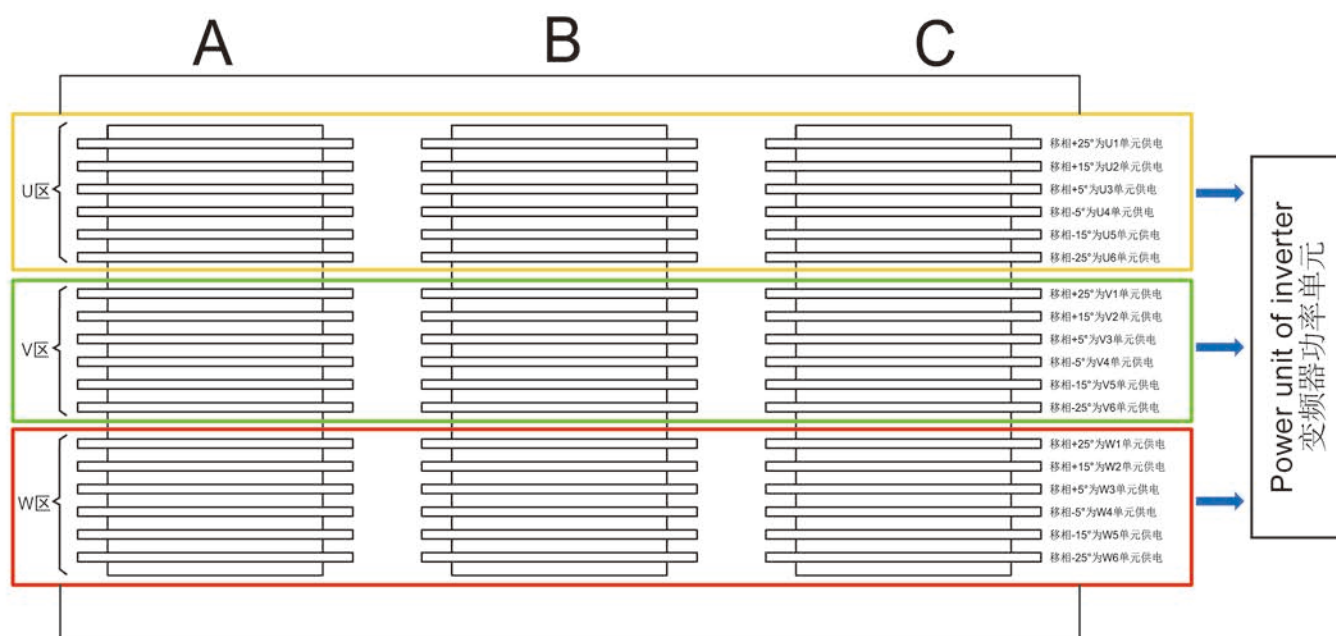 A
B
C
U区
移相+25°为U1单元供电
移相+15°为U2单元供电
移相+5°为U3单元供电
移相-5°为U4单元供电
移相-15°为U5单元供电
移相-25°为U6单元供电
V区
移相+25°为V1单元供电
移相+15°为V2单元供电
移相+5°为V3单元供电
移相-5°为V4单元供电
移相-15°为V5单元供电
移相-25°为V6单元供电
W区
移相+25°为W1单元供电
移相+15°为W2单元供电
移相+5°为W3单元供电
移相-5°为W4单元供电
移相-15°为W5单元供电
移相-25°为W6单元供电
Power unit of inverter
变频器功率单元